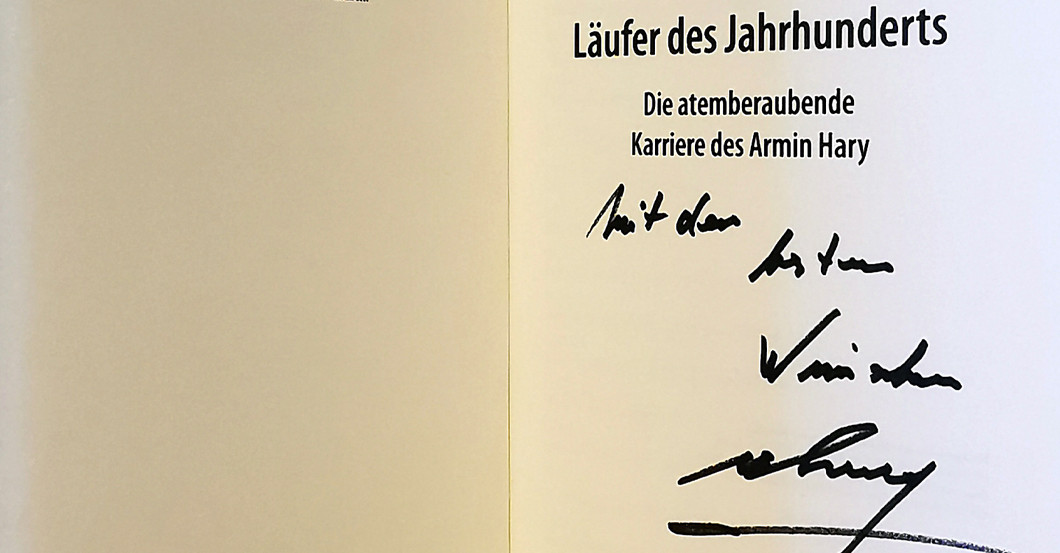 Läufer des Jahrhunderts
Die atemberaubende
Karriere des Armin Hary
Mit den
besten
Wünschen